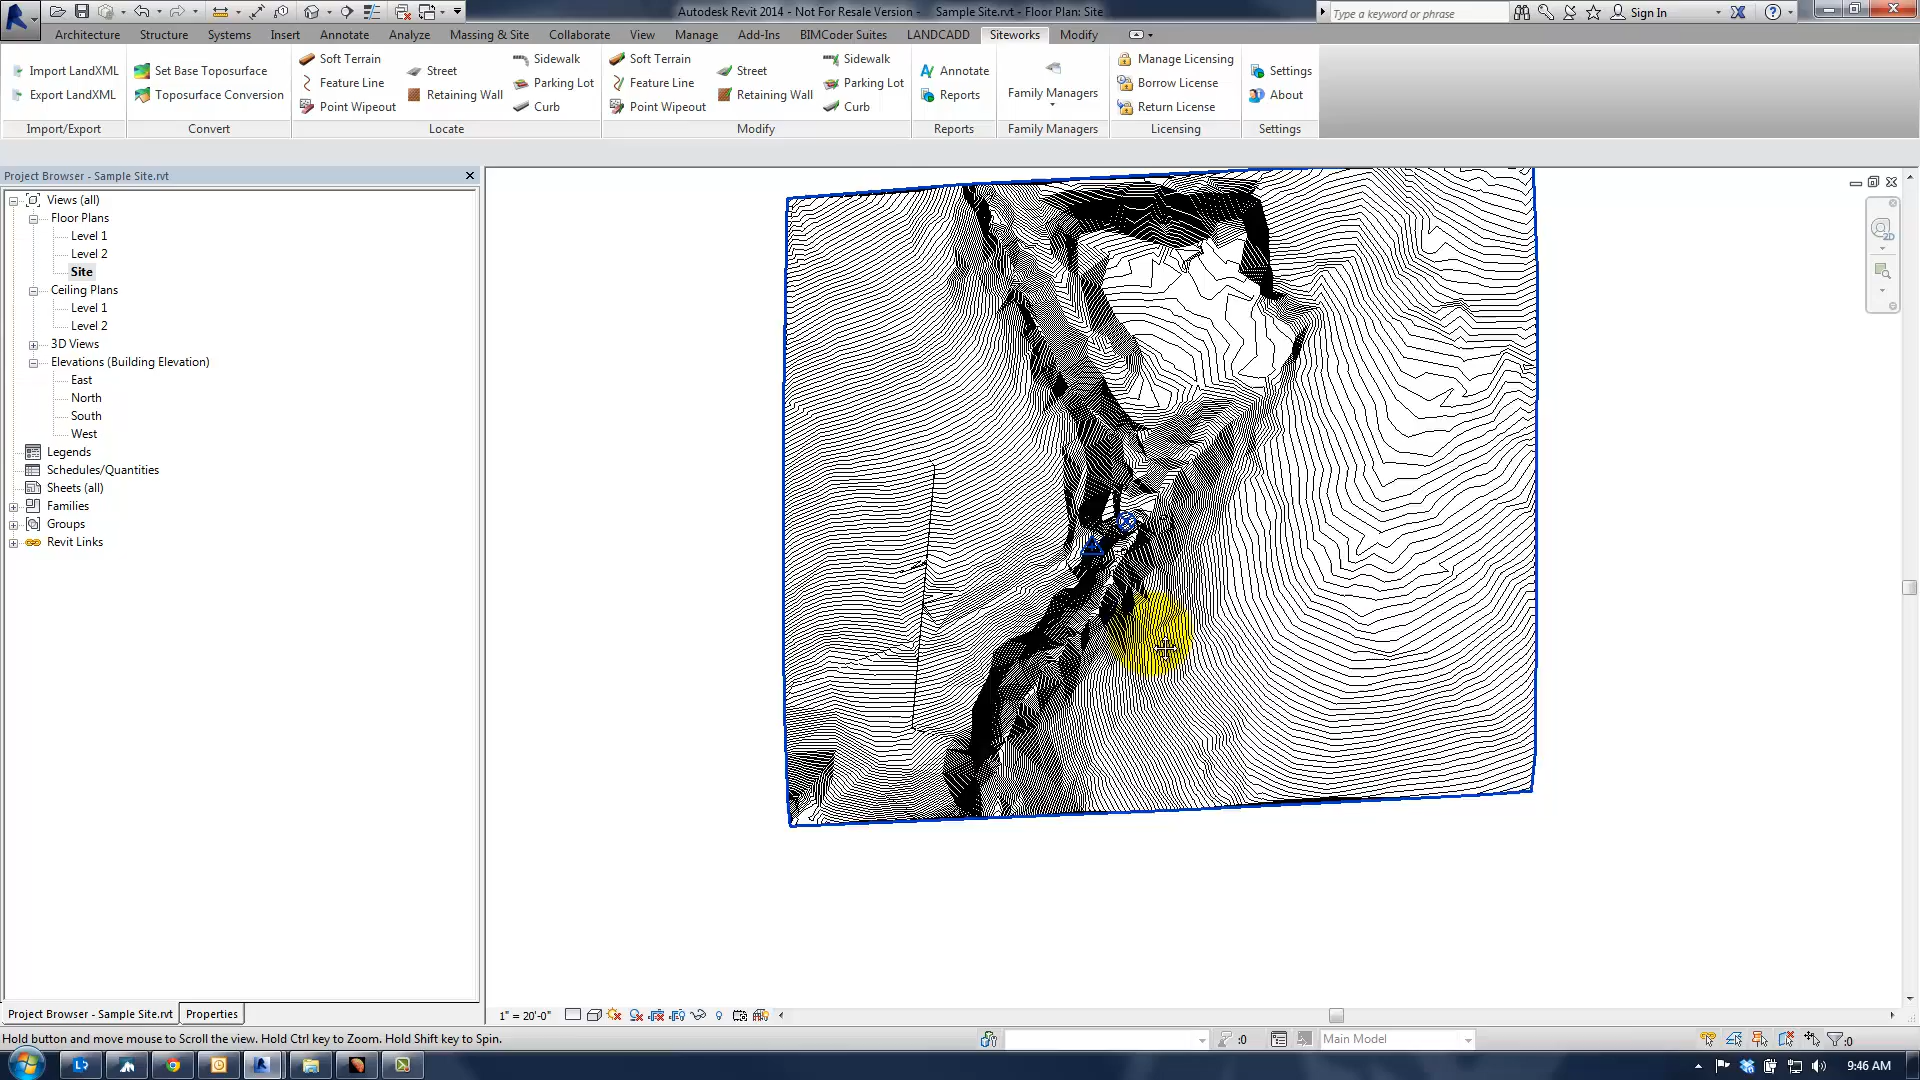 Autodesk Revit 2014 - Not For Resale Version - Sample Site.rvt - Floor Plan: Site
Type a keyword or phrase
Sign In
Architecture Structure Systems Insert Annotate Analyze Massing & Site Collaborate View Manage Add-Ins BIMCoder Suites LANDCADD Siteworks Modify
Import LandXML
Export LandXML
Import/Export
Set Base Toposurface
Toposurface Conversion
Convert
Soft Terrain
Feature Line
Point Wipeout
Street
Retaining Wall
Sidewalk
Parking Lot
Curb
Locate
Soft Terrain
Feature Line
Point Wipeout
Street
Retaining Wall
Sidewalk
Parking Lot
Curb
Modify
Annotate
Reports
Reports
Family Managers
Family Managers
Manage Licensing
Borrow License
Return License
Licensing
Settings
About
Settings
Project Browser - Sample Site.rvt
Views (all)
Floor Plans
Level 1
Level 2
Site
Ceiling Plans
Level 1
Level 2
3D Views
Elevations (Building Elevation)
East
North
South
West
Legends
Schedules/Quantities
Sheets (all)
Families
Groups
Revit Links
2D
Project Browser - Sample Site.rvt Properties
1" = 20'-0"
Hold button and move mouse to Scroll the view. Hold Ctrl key to Zoom. Hold Shift key to Spin.
:0
Main Model
:0
9:46 AM